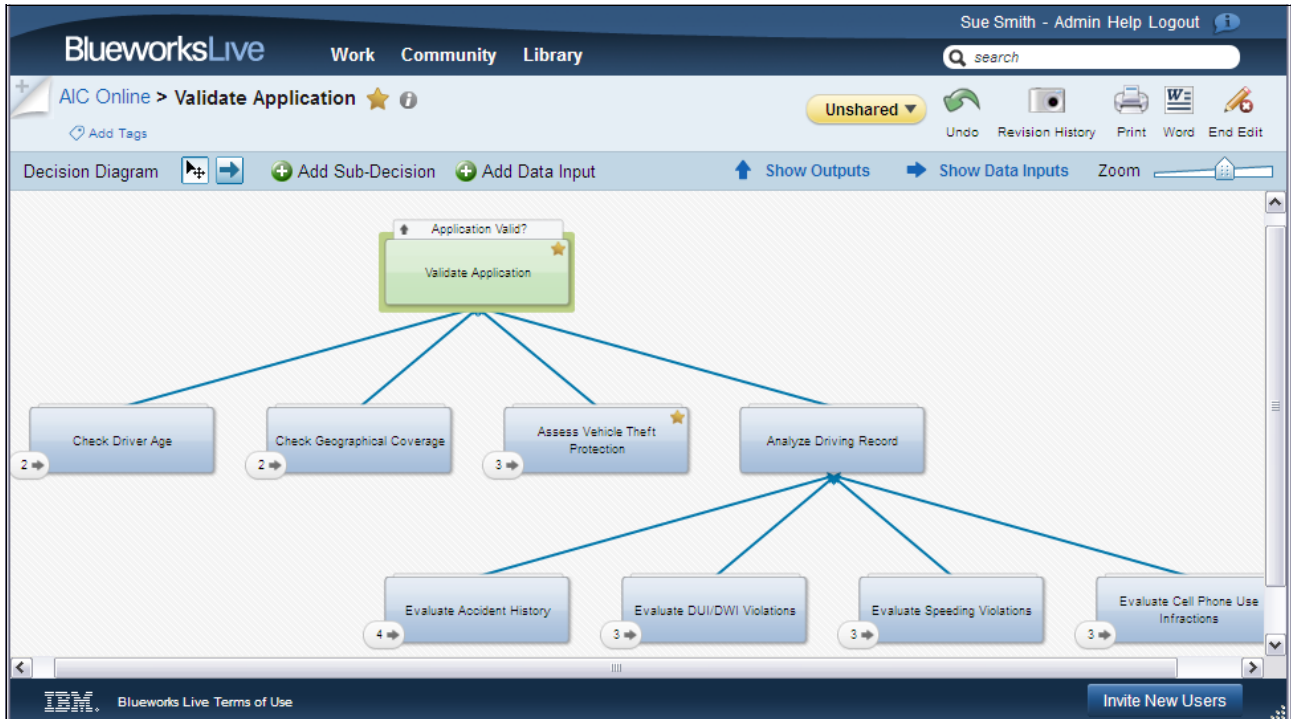 Sue Smith - Admin Help Logout
BlueworksLive
Work Community Library
search
AIC Online > Validate Application
Unshared
Add Tags
Undo Revision History Print Word End Edit
Decision Diagram Add Sub-Decision Add Data Input Show Outputs Show Data Inputs Zoom
Application Valid?
Validate Application
Check Driver Age
2
Check Geographical Coverage
2
Assess Vehicle Theft
Protection
3
Analyze Driving Record
Evaluate Accident History
4
Evaluate DUI/DWI Violations
3
Evaluate Speeding Violations
3
Evaluate Cell Phone Use
Infractions
3
IBM. Blueworks Live Terms of Use
Invite New Users